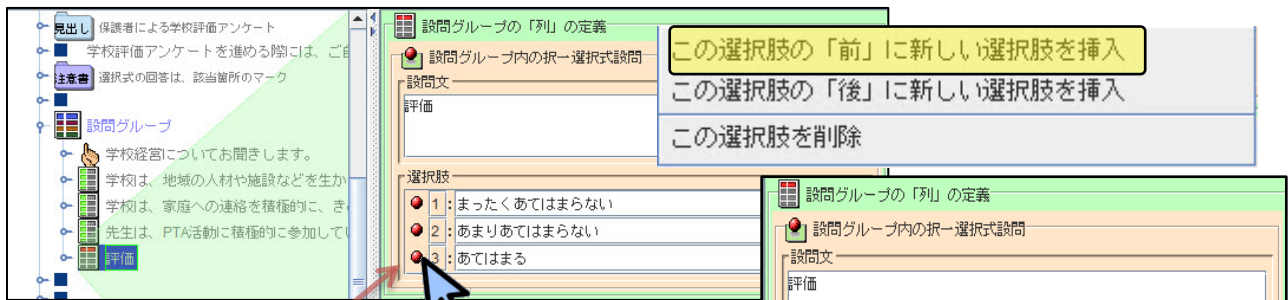 見出し 保護者による学校評価アンケート
学校評価アンケートを進める際には、ご
注意書 選択式の回答は、該当箇所のマーク
設問グループ
学校経営についてお聞きします。
学校は、地域の人材や施設などを生か
学校は、家庭への連絡を積極的に、き
先生は、PTA活動に積極的に参加して
評価
設問グループの「列」の定義
設問グループ内の択一選択式設問
設問文
評価
選択肢
1:まったくあてはまらない
2:あまりあてはまらない
3:あてはまる
この選択肢の「前」に新しい選択肢を挿入
この選択肢の「後」に新しい選択肢を挿入
この選択肢を削除
設問グループの「列」の定義
設問グループ内の択一選択式設問
設問文
評価